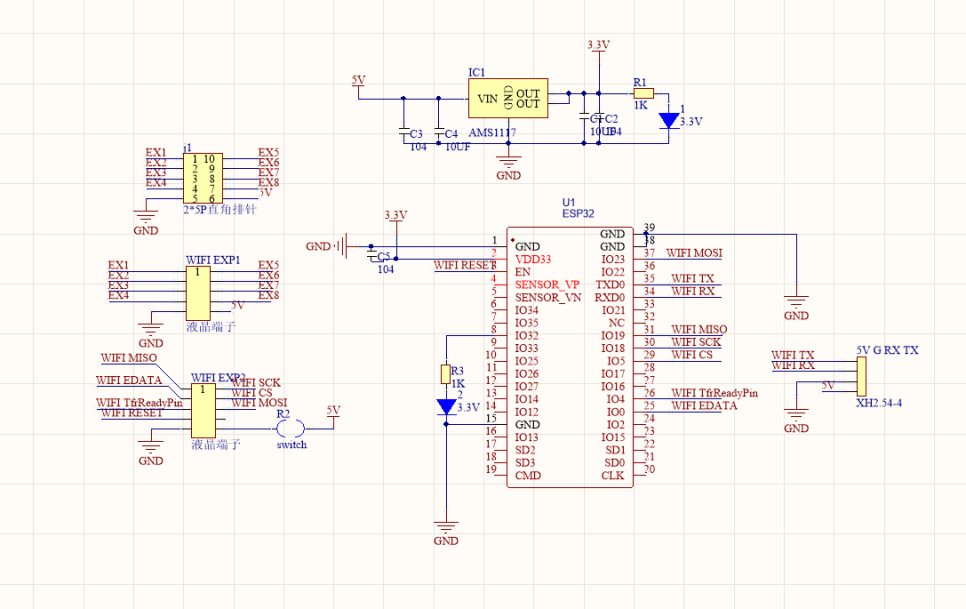 3.3V
5V
IC1
VIN
GND
OUT
OUT
AMS1117
R1
1K
1
3.3V
C3
104
C4
10UF
C1
10UF
C2
104
GND
j1
EX1
EX2
EX3
EX4
1 10
2 9
3 8
4 7
5 6
EX5
EX6
EX7
EX8
5V
2*5P直角排针
GND
WIFI EXP1
EX1
EX2
EX3
EX4
1
EX5
EX6
EX7
EX8
5V
液晶端子
GND
WIFI MISO
WIFI EDATA
WIFI TfrReadyPin
WIFI RESET
WIFI EXP2
1
WIFI SCK
WIFI CS
WIFI MOSI
R2
switch
5V
液晶端子
GND
U1
ESP32
3.3V
GND
C5
104
WIFI RESET
1 GND
2 VDD33
3 EN
4 SENSOR_VP
5 SENSOR_VN
6 IO34
7 IO35
8 IO32
9 IO33
10 IO25
11 IO26
12 IO27
13 IO14
14 IO12
15 GND
16 IO13
17 SD2
18 SD3
19 CMD
GND 39
GND 38
IO23 37 WIFI MOSI
IO22 36
TXD0 35 WIFI TX
RXD0 34 WIFI RX
IO21 33
NC 32
IO19 31 WIFI MISO
IO18 30 WIFI SCK
IO5 29 WIFI CS
IO17 28
IO16 27
IO4 26 WIFI TfrReadyPin
IO0 25 WIFI EDATA
IO2 24
IO15 23
SD1 22
SD0 21
CLK 20
R3
1K
2
3.3V
GND
GND
5V G RX TX
WIFI TX
WIFI RX
5V
XH2.54-4
GND